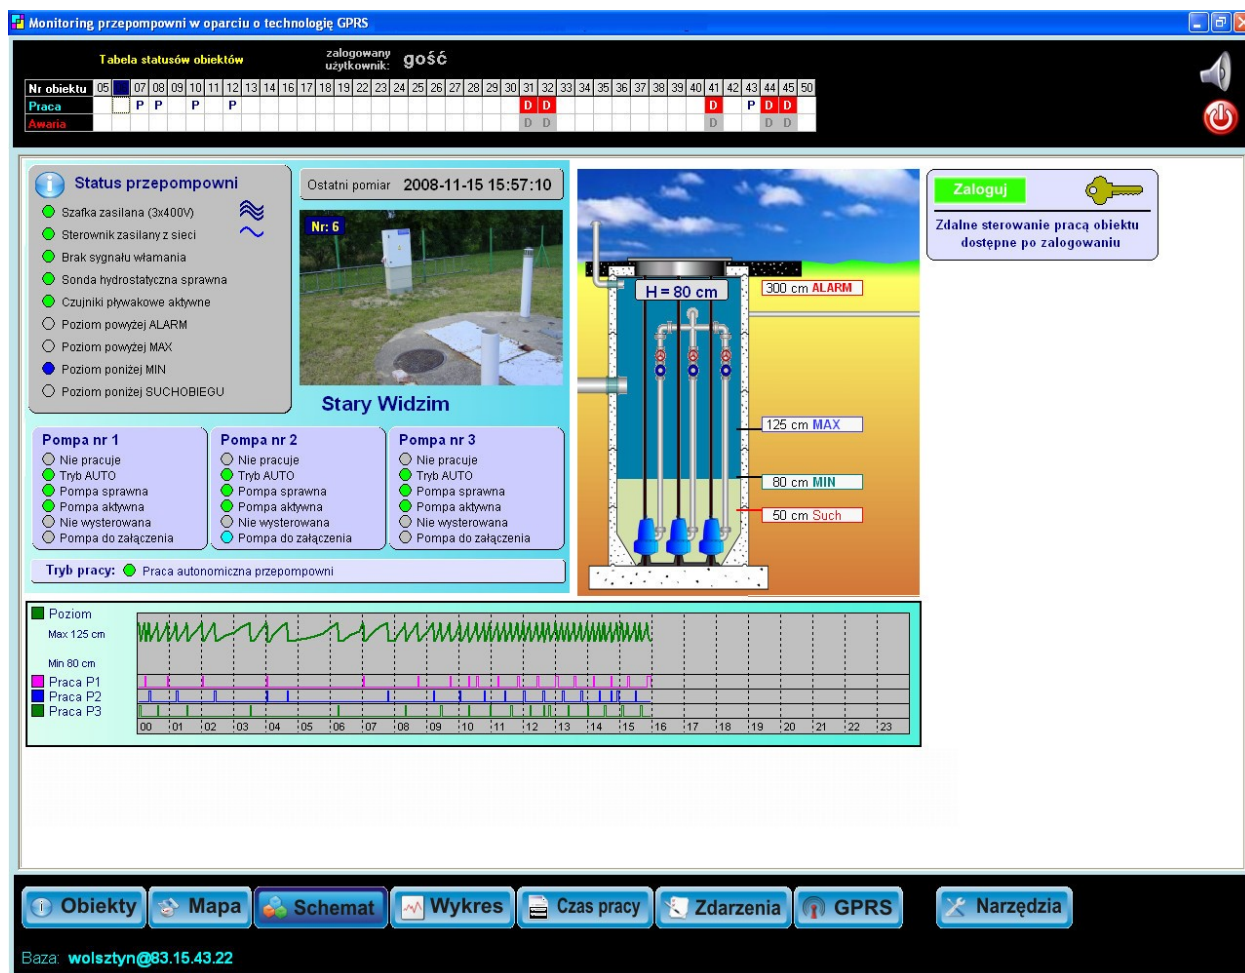 Monitoring przepompowni w oparciu o technologię GPRS
Tabela statusów obiektów
zalogowany użytkownik: gość
Nr obiektu 05 07 08 09 10 11 12 13 14 16 17 18 19 22 23 24 25 26 27 28 29 30 31 32 33 34 35 36 37 38 39 40 41 42 43 44 45 50
Praca P P P P D D D P D D
Awaria D D D D D
Status przepompowni
Szafka zasilana (3x400V)
Sterownik zasilany z sieci
Brak sygnału włamania
Sonda hydrostatyczna sprawna
Czujniki pływakowe aktywne
Poziom powyżej ALARM
Poziom powyżej MAX
Poziom poniżej MIN
Poziom poniżej SUCHOBIEGU
Ostatni pomiar 2008-11-15 15:57:10
Nr: 6
Stary Widzim
Pompa nr 1
Nie pracuje
Tryb AUTO
Pompa sprawna
Pompa aktywna
Nie wysterowana
Pompa do załączenia
Pompa nr 2
Nie pracuje
Tryb AUTO
Pompa sprawna
Pompa aktywna
Nie wysterowana
Pompa do załączenia
Pompa nr 3
Nie pracuje
Tryb AUTO
Pompa sprawna
Pompa aktywna
Nie wysterowana
Pompa do załączenia
Tryb pracy: Praca autonomiczna przepompowni
H = 80 cm
300 cm ALARM
125 cm MAX
80 cm MIN
50 cm Such
Zaloguj
Zdalne sterowanie pracą obiektu
dostępne po zalogowaniu
Poziom
Max 125 cm
Min 80 cm
Praca P1
Praca P2
Praca P3
00 01 02 03 04 05 06 07 08 09 10 11 12 13 14 15 16 17 18 19 20 21 22 23
Obiekty Mapa Schemat Wykres Czas pracy Zdarzenia GPRS Narzędzia
Baza: wolsztyn@83.15.43.22